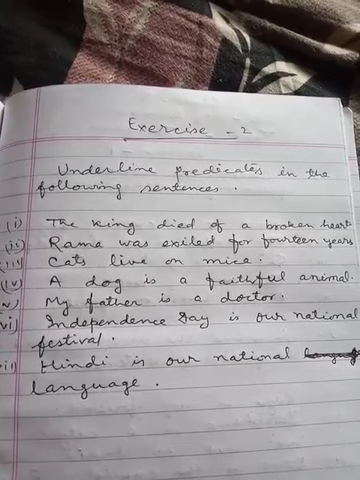 Exercise - 2
Underline predicates in the
following sentences.
(i) The king died of a broken heart
(ii) Rama was exiled for fourteen years
(iii) Cats live on mice.
(iv) A dog is a faithful animal.
v) My father is a doctor.
vi) Independence Day is our national
festival.
vii) Hindi is our national
language.